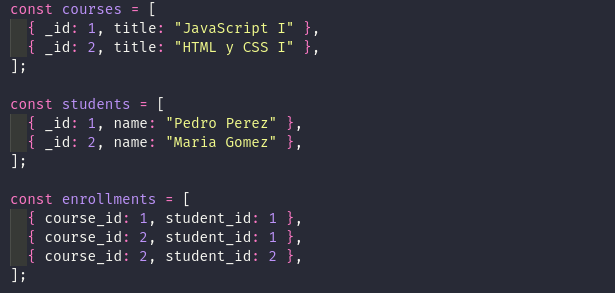 const courses = [
  { _id: 1, title: "JavaScript I" },
  { _id: 2, title: "HTML y CSS I" },
];

const students = [
  { _id: 1, name: "Pedro Perez" },
  { _id: 2, name: "Maria Gomez" },
];

const enrollments = [
  { course_id: 1, student_id: 1 },
  { course_id: 2, student_id: 1 },
  { course_id: 2, student_id: 2 },
];